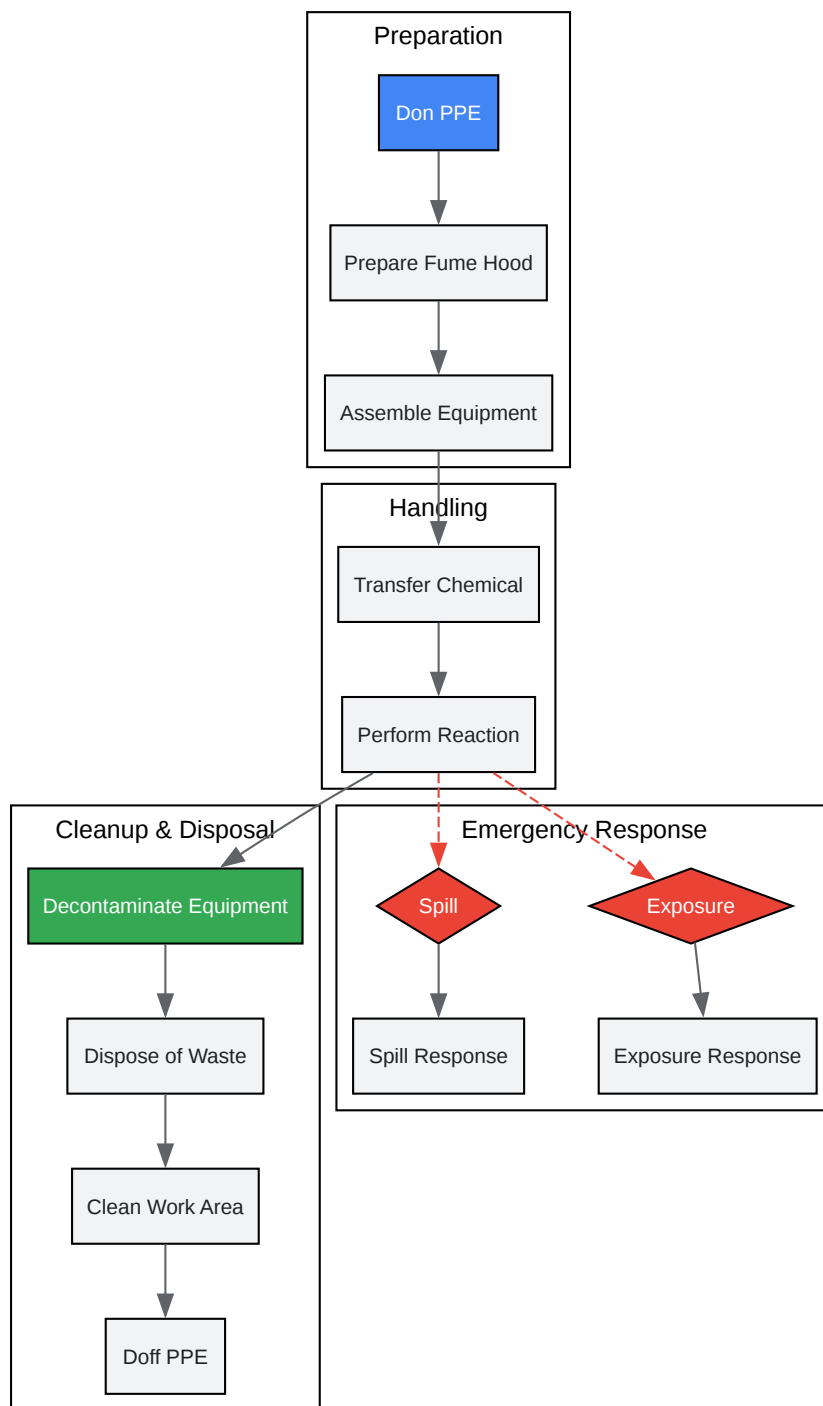 Preparation
Don PPE
Prepare Fume Hood
Assemble Equipment
Handling
Transfer Chemical
Perform Reaction
Cleanup & Disposal
Decontaminate Equipment
Dispose of Waste
Clean Work Area
Doff PPE
Emergency Response
Spill
Exposure
Spill Response
Exposure Response